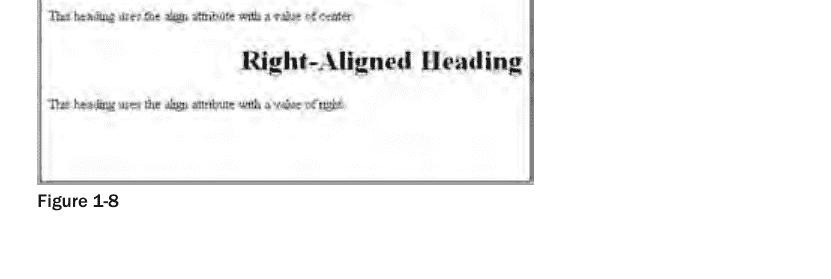 This heading uses the align attribute with a value of center
Right-Aligned Heading
This heading uses the align attribute with a value of right
Figure 1-8